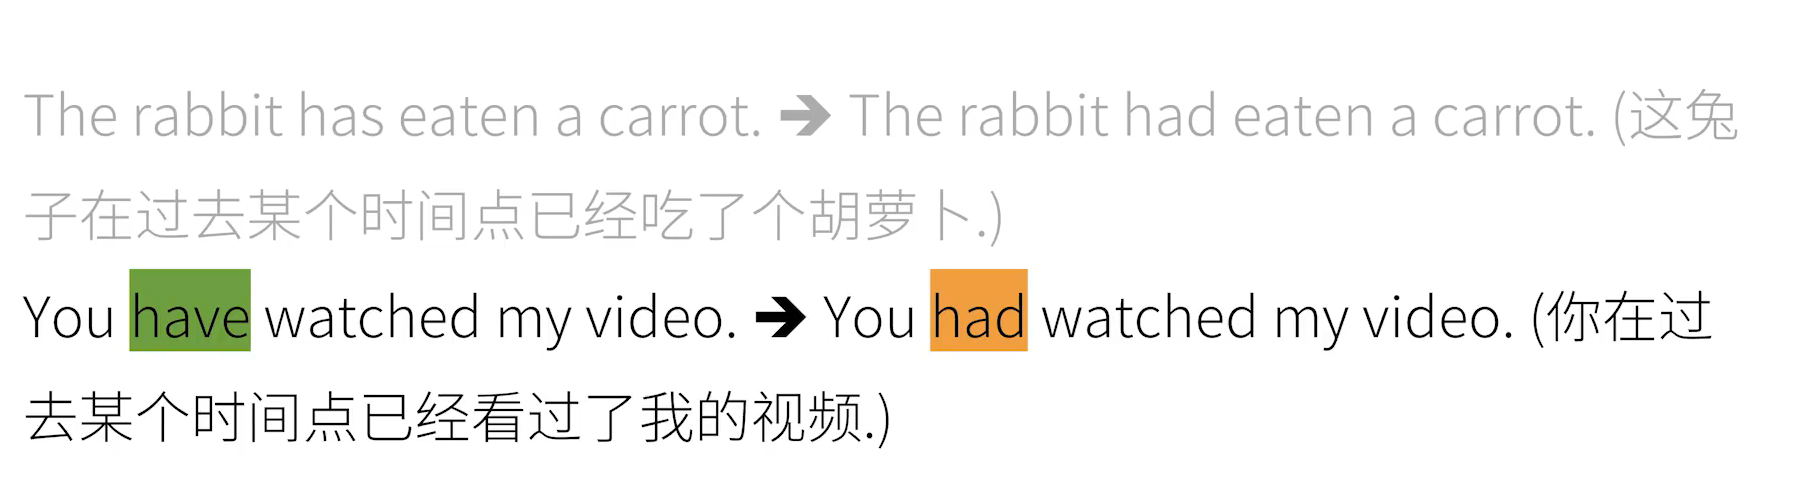 The rabbit has eaten a carrot. ➔ The rabbit had eaten a carrot. (这兔
子在过去某个时间点已经吃了个胡萝卜.)
You have watched my video. ➔ You had watched my video. (你在过
去某个时间点已经看过了我的视频.)